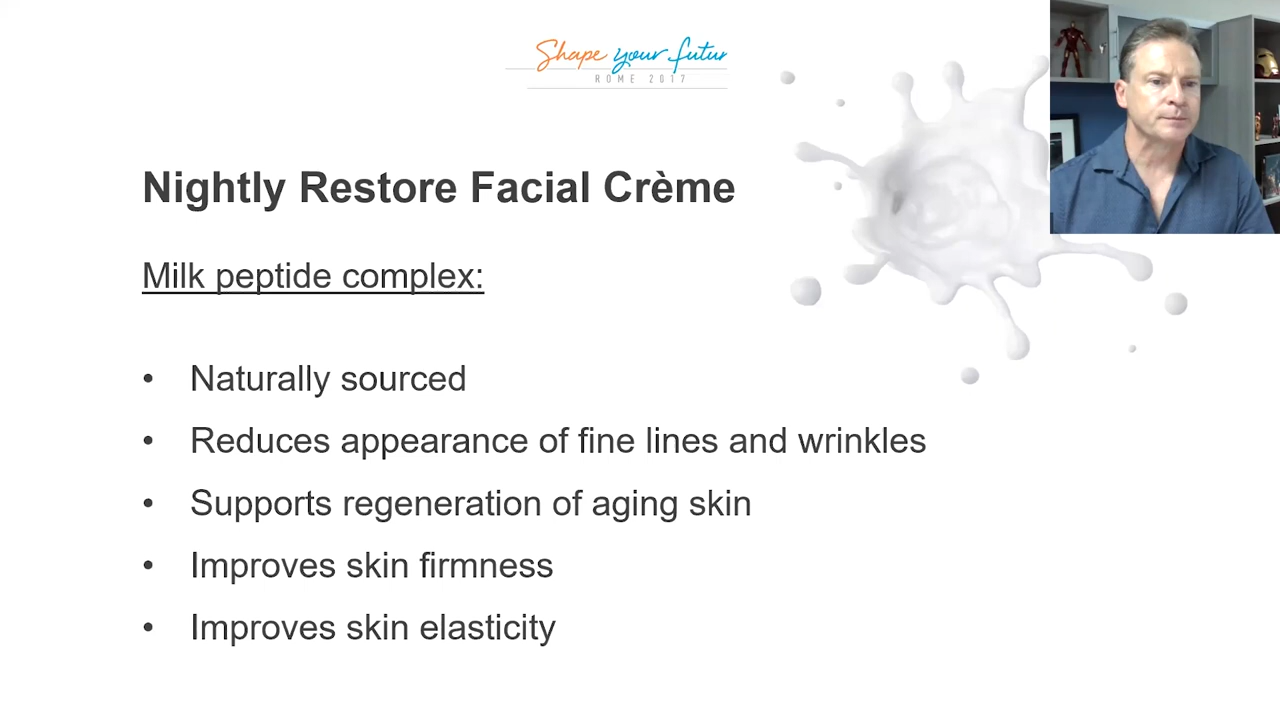 Shape your futur
ROME 2017
Nightly Restore Facial Crème
Milk peptide complex:
• Naturally sourced
• Reduces appearance of fine lines and wrinkles
• Supports regeneration of aging skin
• Improves skin firmness
• Improves skin elasticity